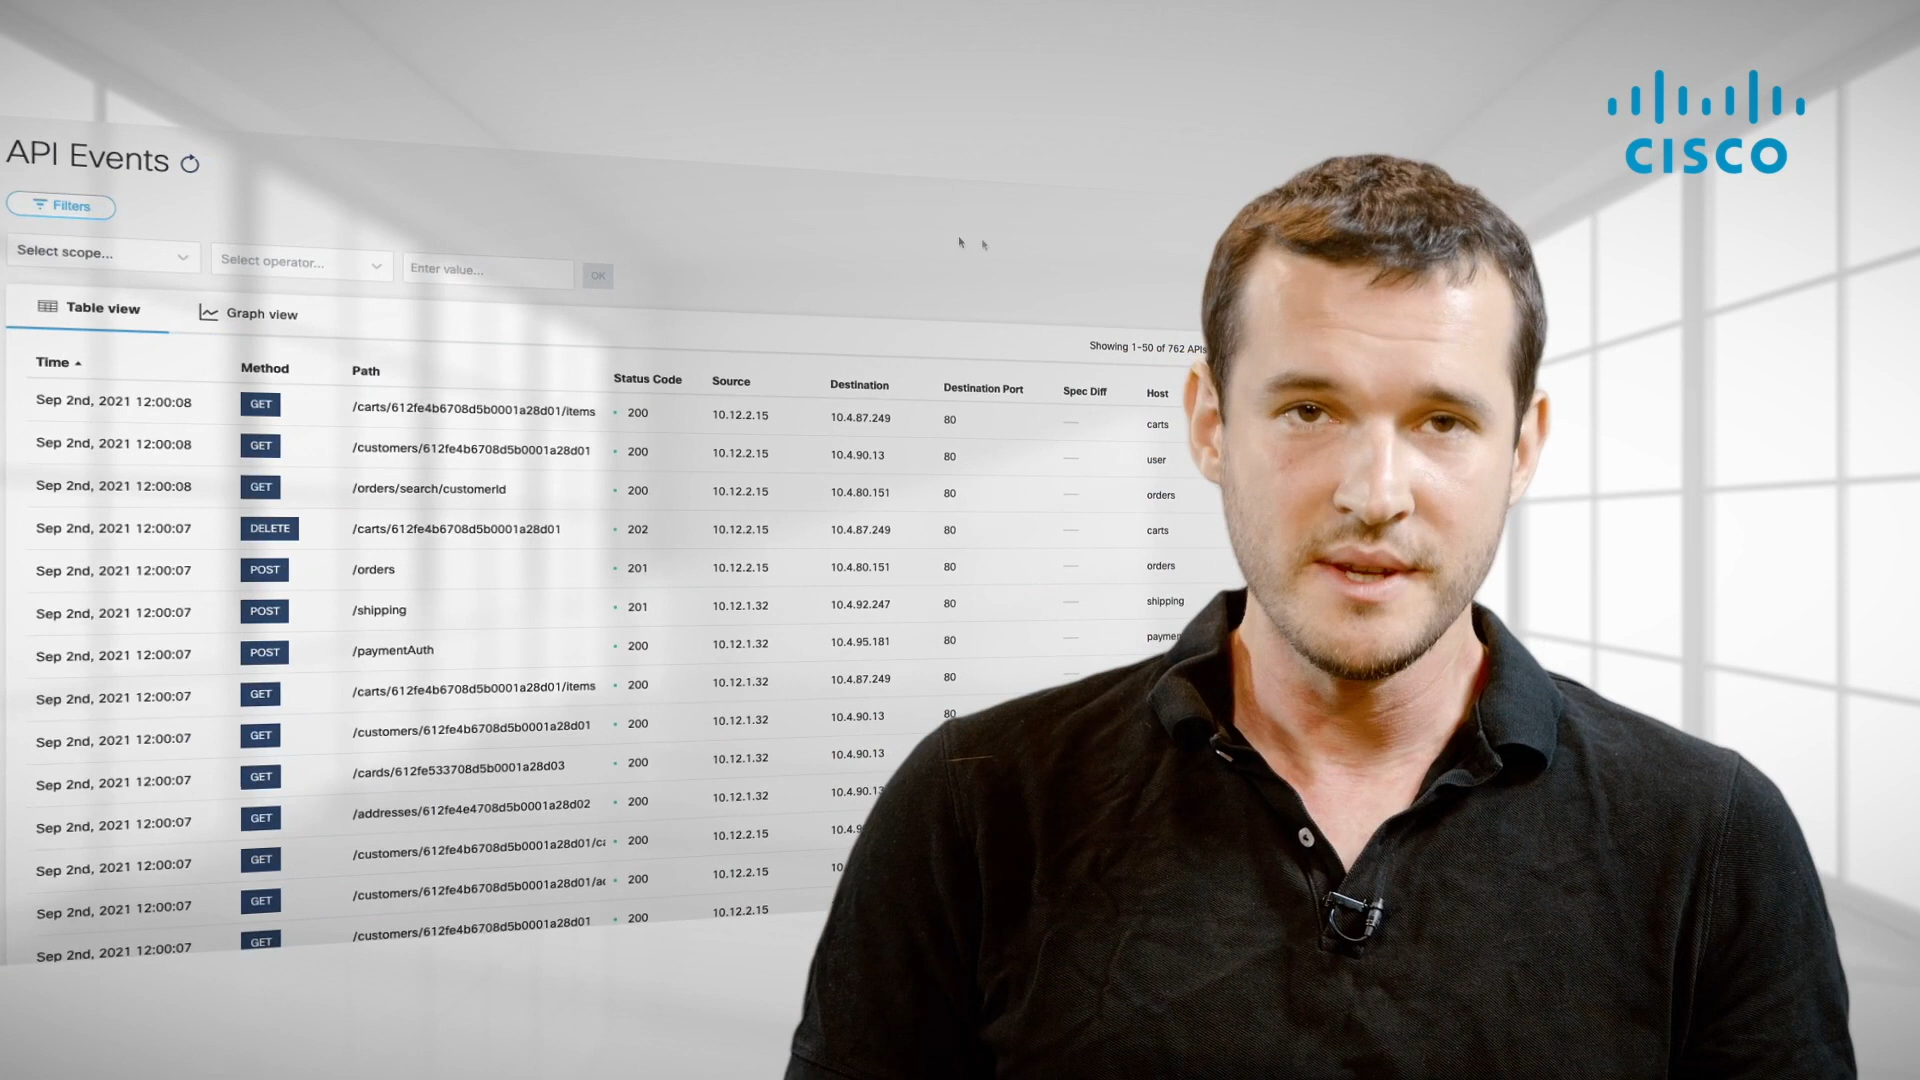 CISCO
API Events
Filters
Select scope... Select operator... Enter value... OK
Table view Graph view
Showing 1-50 of 762 APIs
Time Method Path Status Code Source Destination Destination Port Spec Diff Host
Sep 2nd, 2021 12:00:08 GET /carts/612fe4b6708d5b0001a28d01/items 200 10.12.2.15 10.4.87.249 80 carts
Sep 2nd, 2021 12:00:08 GET /customers/612fe4b6708d5b0001a28d01 200 10.12.2.15 10.4.90.13 80 user
Sep 2nd, 2021 12:00:08 GET /orders/search/customerId 200 10.12.2.15 10.4.80.151 80 orders
Sep 2nd, 2021 12:00:07 DELETE /carts/612fe4b6708d5b0001a28d01 202 10.12.2.15 10.4.87.249 80 carts
Sep 2nd, 2021 12:00:07 POST /orders 201 10.12.2.15 10.4.80.151 80 orders
Sep 2nd, 2021 12:00:07 POST /shipping 201 10.12.1.32 10.4.92.247 80 shipping
Sep 2nd, 2021 12:00:07 POST /paymentAuth 200 10.12.1.32 10.4.95.181 80
Sep 2nd, 2021 12:00:07 GET /carts/612fe4b6708d5b0001a28d01/items 200 10.12.1.32 10.4.87.249 80
Sep 2nd, 2021 12:00:07 GET /customers/612fe4b6708d5b0001a28d01 200 10.12.1.32 10.4.90.13 80
Sep 2nd, 2021 12:00:07 GET /cards/612fe533708d5b0001a28d03 200 10.12.1.32 10.4.90.13
Sep 2nd, 2021 12:00:07 GET /addresses/612fe4e4708d5b0001a28d02 200 10.12.1.32 10.4.90.13
Sep 2nd, 2021 12:00:07 GET /customers/612fe4b6708d5b0001a28d01/ca 200 10.12.2.15 10.4.9
Sep 2nd, 2021 12:00:07 GET /customers/612fe4b6708d5b0001a28d01/ad 200 10.12.2.15 10
Sep 2nd, 2021 12:00:07 GET /customers/612fe4b6708d5b0001a28d01 200 10.12.2.15